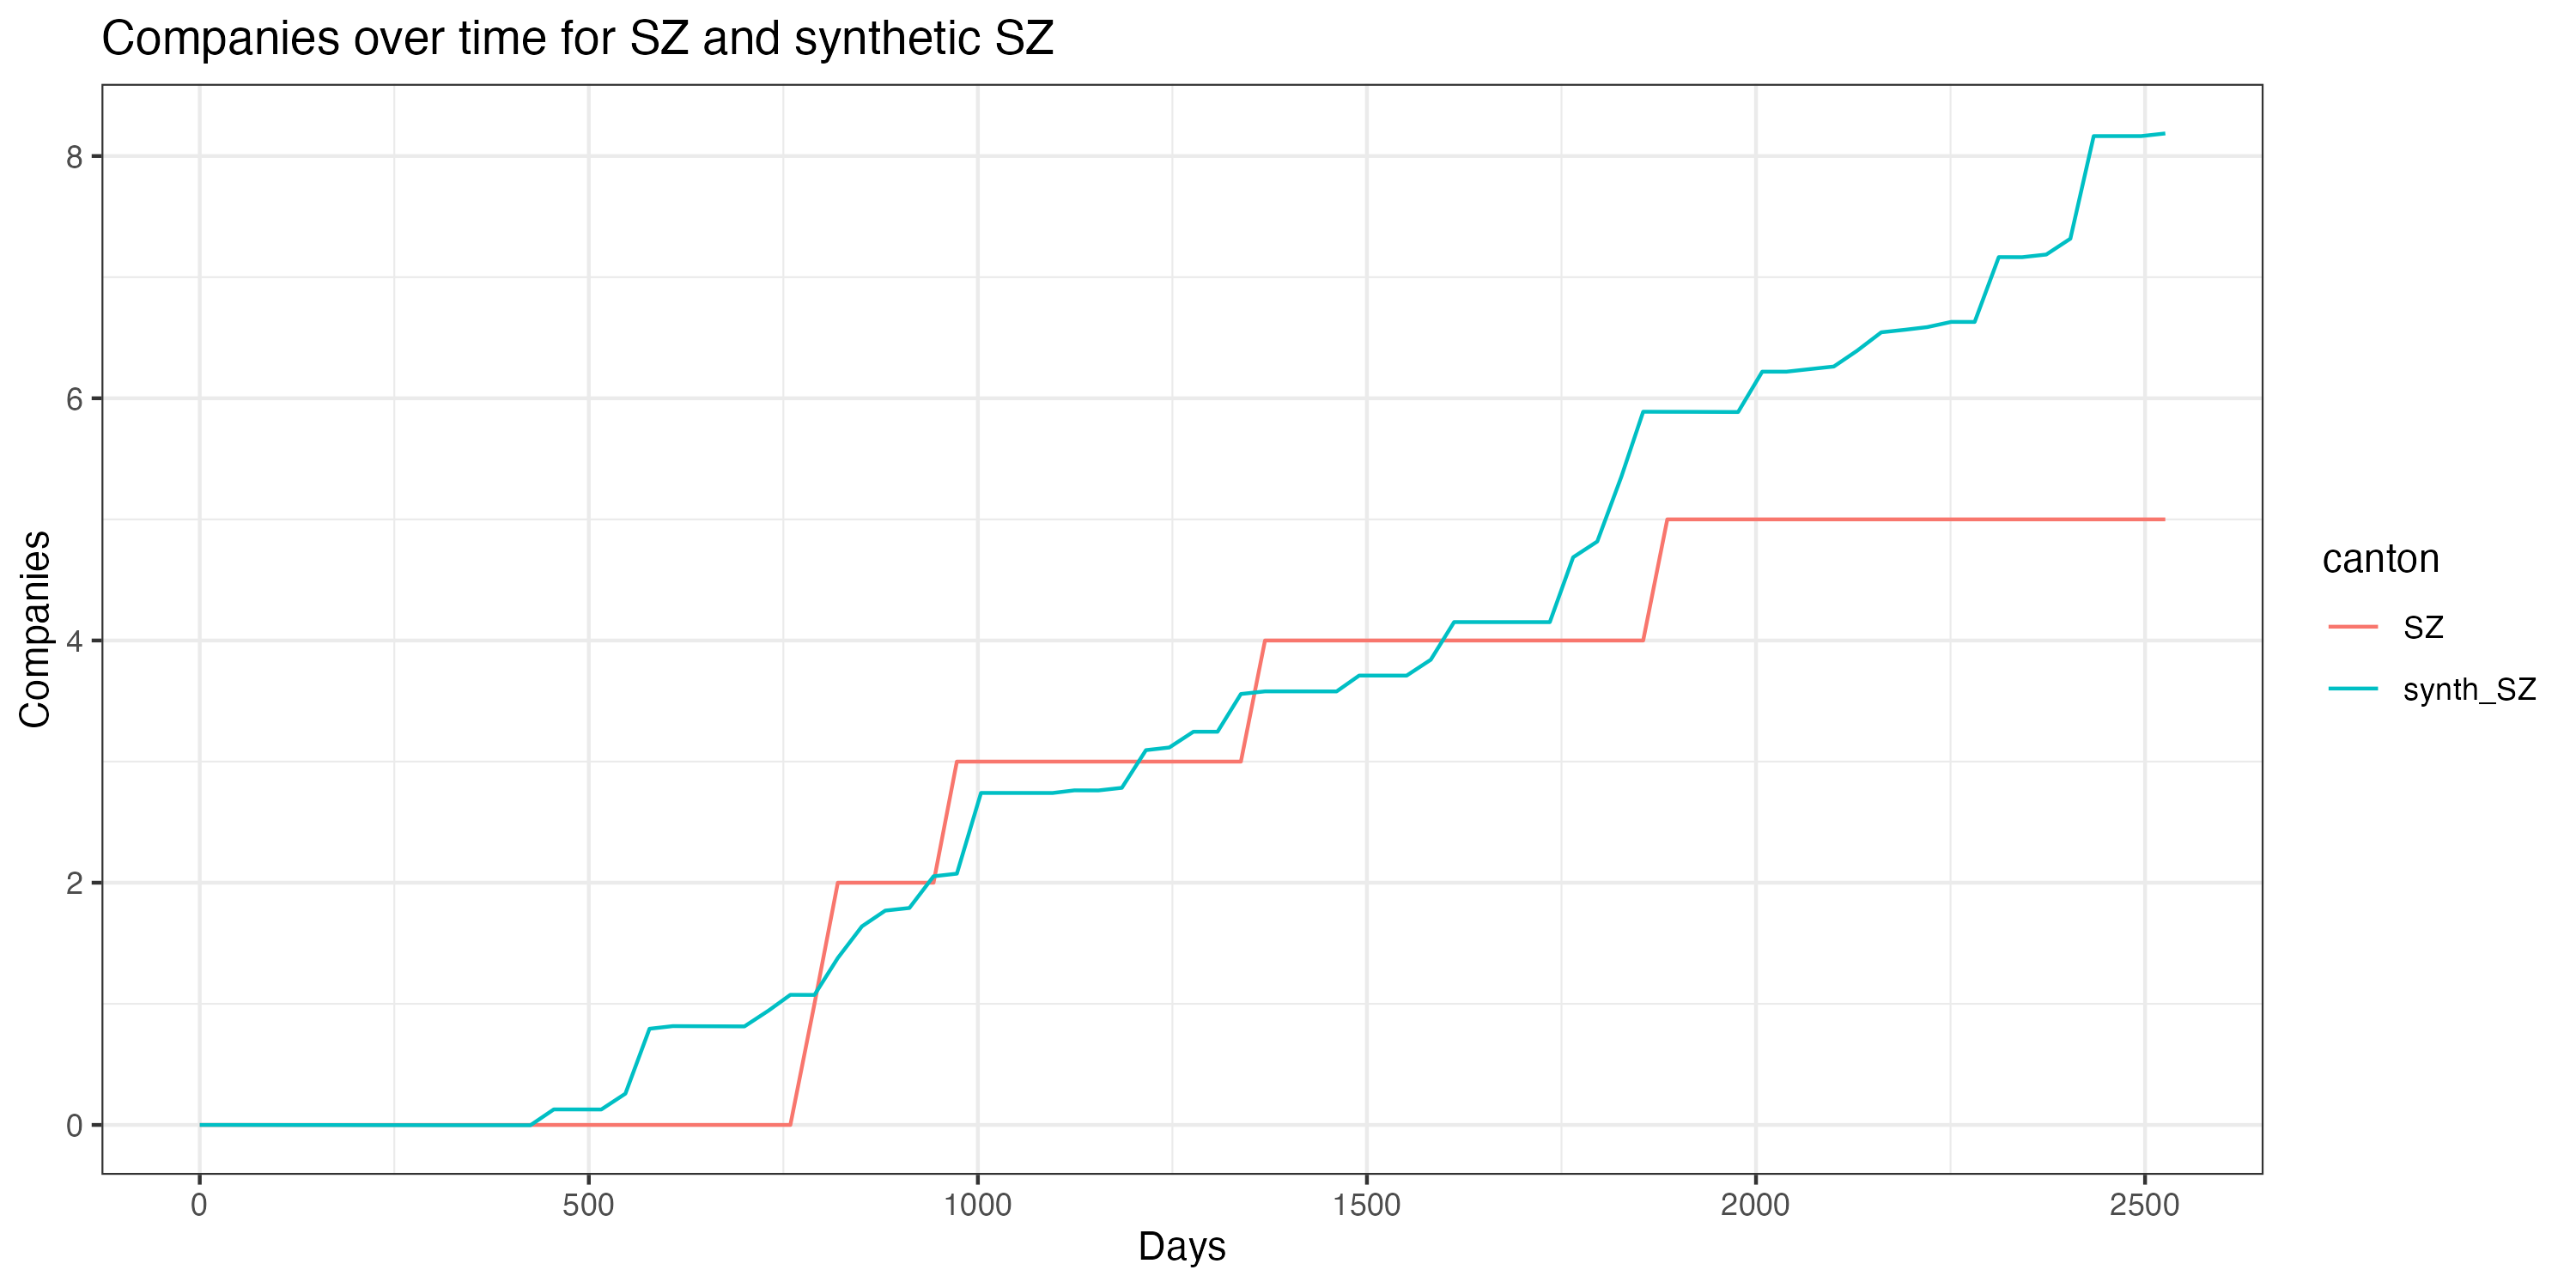 Companies over time for SZ and synthetic SZ
8
6
4
2
0
Companies
0 500 1000 1500 2000 2500
Days
canton
SZ
synth_SZ